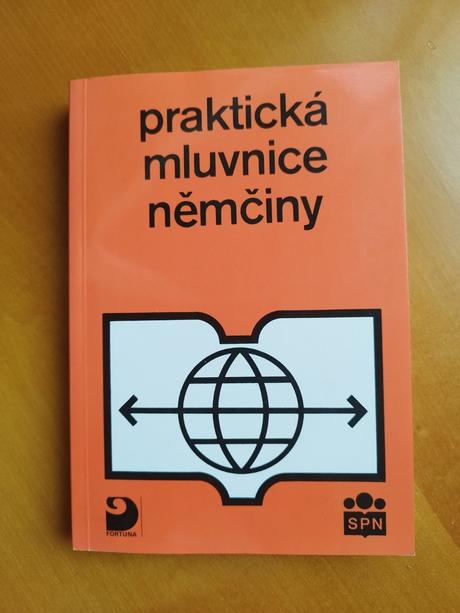 praktická
mluvnice
němčiny
FORTUNA
SPN